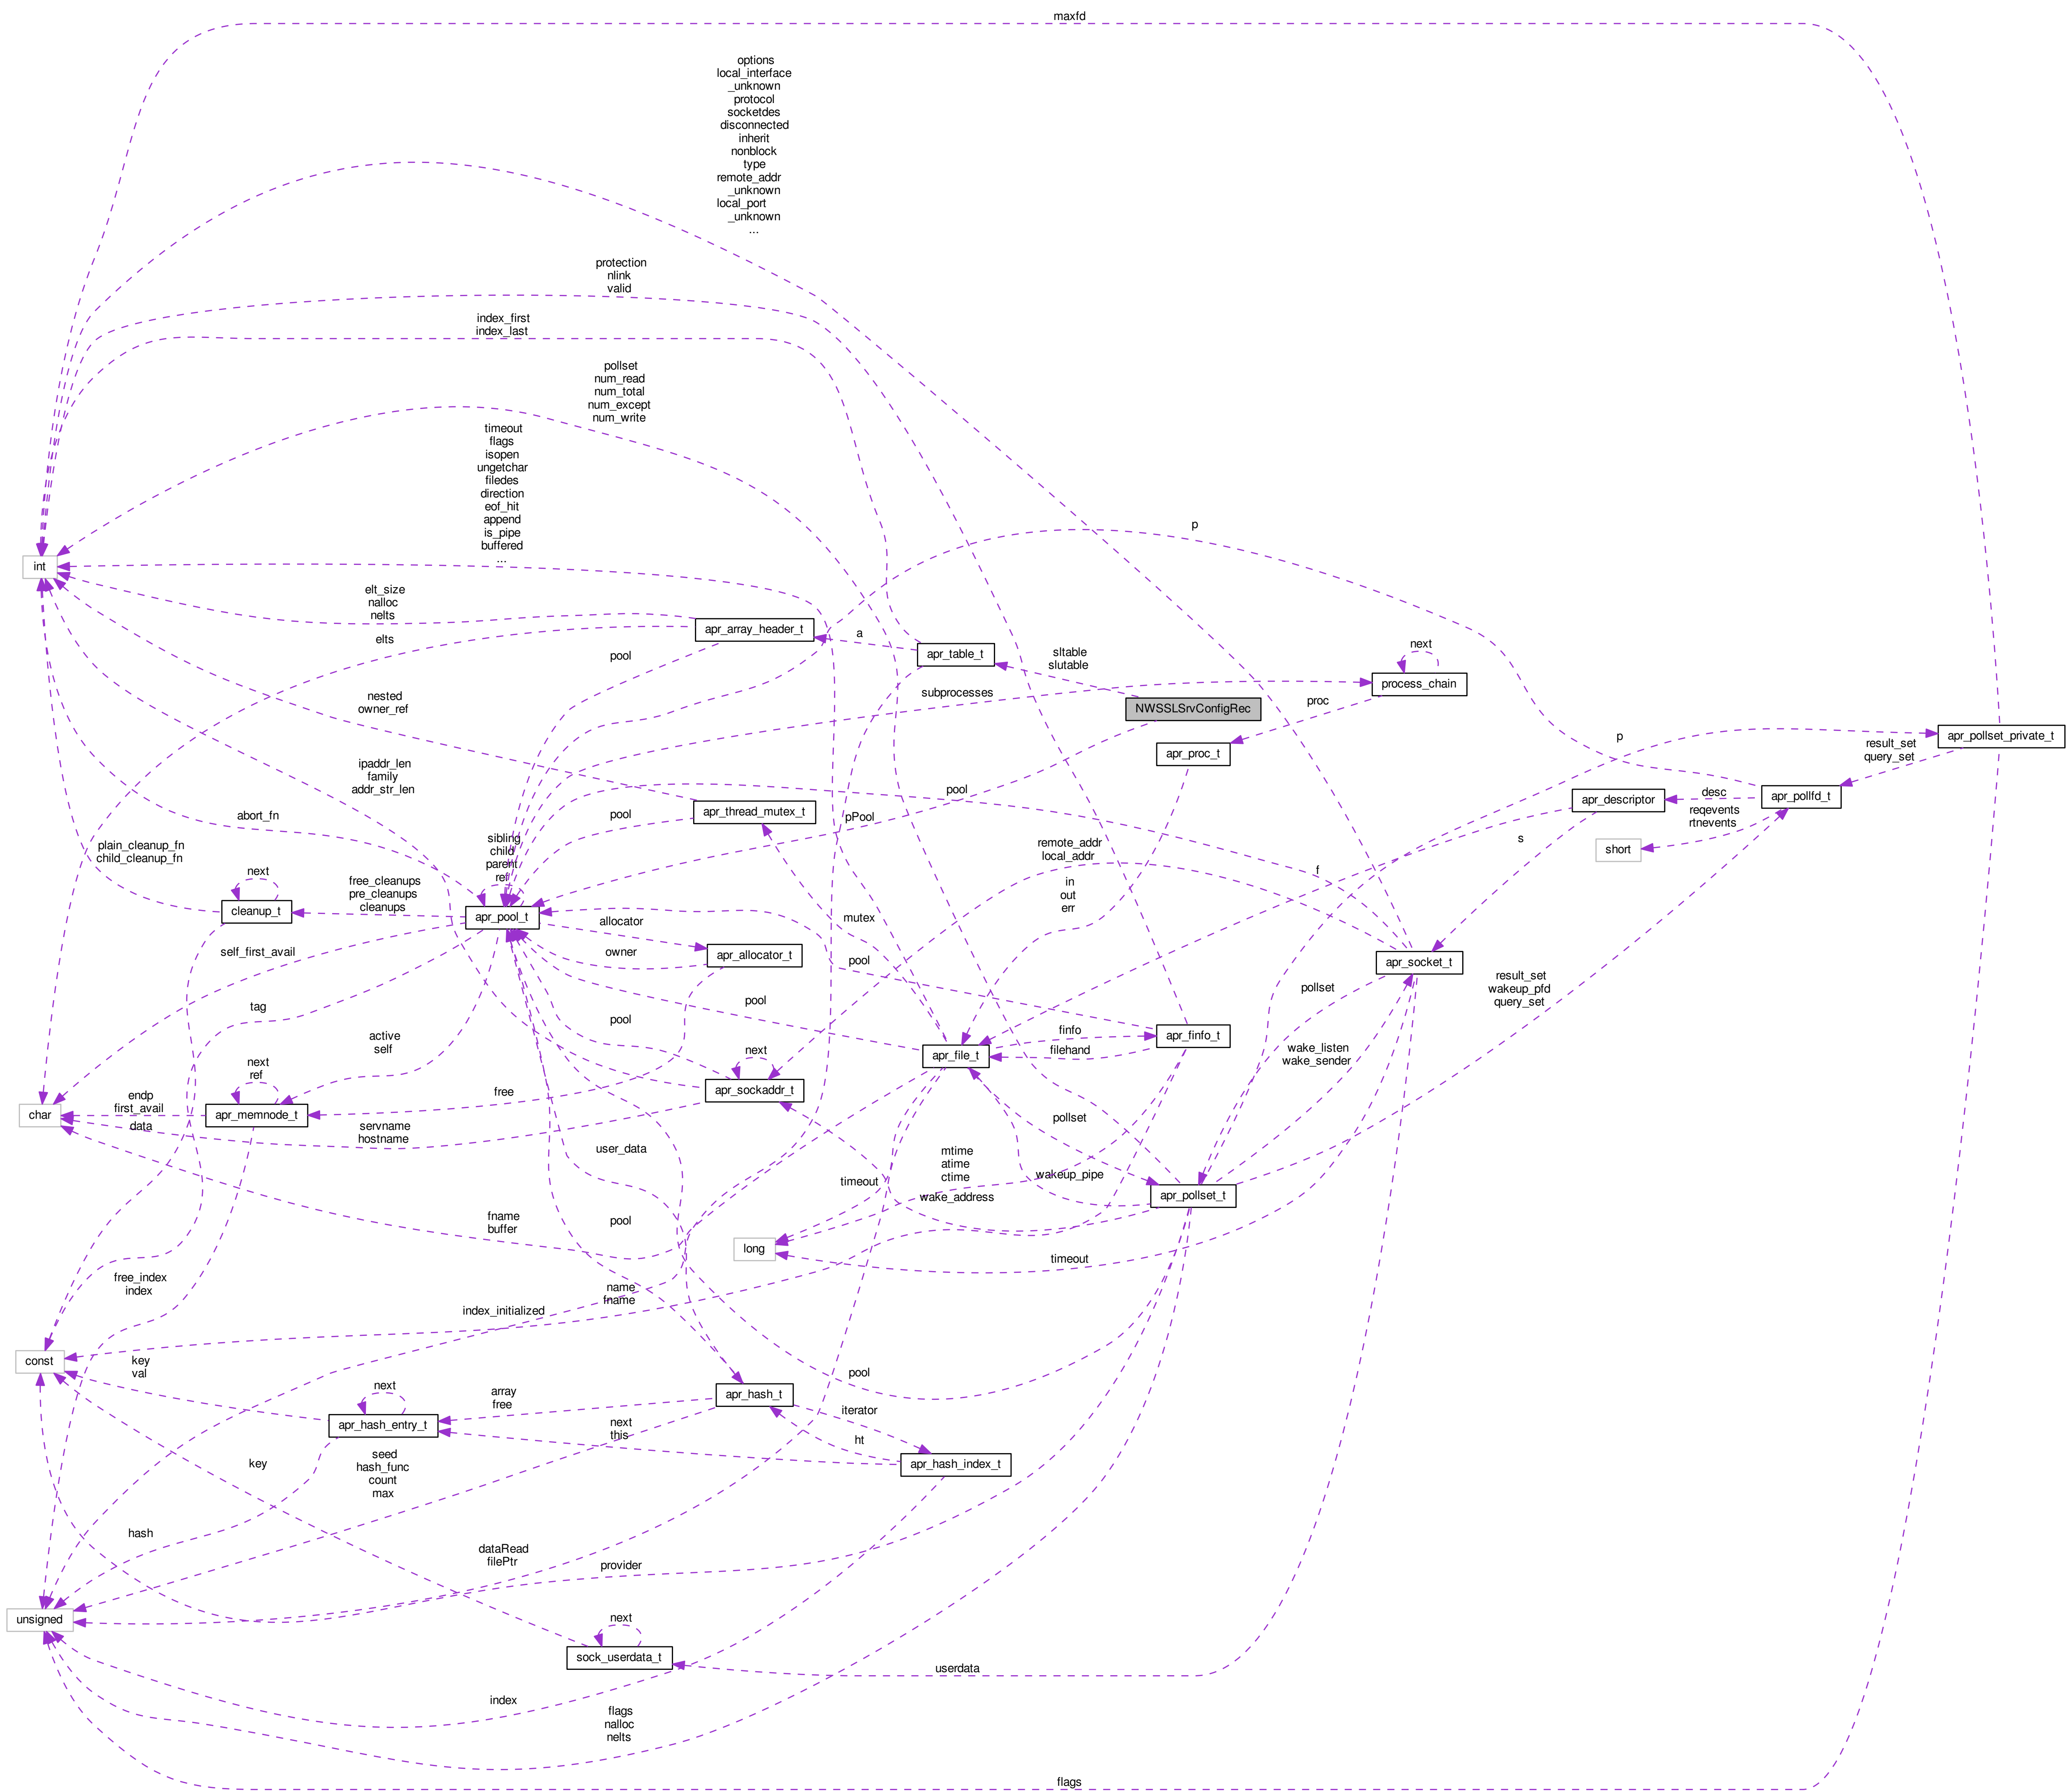 maxfd
options
local_interface
_unknown
protocol
socketdes
disconnected
inherit
nonblock
type
remote_addr
_unknown
local_port
_unknown
...
protection
nlink
valid
index_first
index_last
pollset
num_read
num_total
num_except
num_write
timeout
flags
isopen
ungetchar
filedes
direction
eof_hit
append
is_pipe
buffered
...
p
int
elt_size
nalloc
nelts
elts
apr_array_header_t
a
apr_table_t
pool
sltable
slutable
next
process_chain
subprocesses
NWSSLSrvConfigRec
proc
nested
owner_ref
apr_proc_t
p
apr_pollset_private_t
result_set
query_set
ipaddr_len
family
addr_str_len
abort_fn
apr_thread_mutex_t
pool
pPool
pool
apr_descriptor
desc
apr_pollfd_t
reqevents
rtnevents
short
s
plain_cleanup_fn
child_cleanup_fn
sibling
child
parent
ref
next
cleanup_t
free_cleanups
pre_cleanups
cleanups
apr_pool_t
remote_addr
local_addr
in
out
err
f
mutex
allocator
owner
apr_allocator_t
self_first_avail
pool
apr_socket_t
pollset
result_set
wakeup_pfd
query_set
tag
pool
pool
active
self
apr_file_t
finfo
filehand
apr_finfo_t
wake_listen
wake_sender
next
ref
apr_memnode_t
next
apr_sockaddr_t
free
char
endp
first_avail
data
servname
hostname
pollset
user_data
mtime
atime
ctime
timeout
wakeup_pipe
wake_address
apr_pollset_t
fname
buffer
pool
long
timeout
free_index
index
name
fname
index_initialized
const
key
val
next
apr_hash_entry_t
array
free
apr_hash_t
pool
iterator
next
this
ht
apr_hash_index_t
key
seed
hash_func
count
max
hash
dataRead
filePtr
provider
unsigned
next
sock_userdata_t
userdata
index
flags
nalloc
nelts
flags